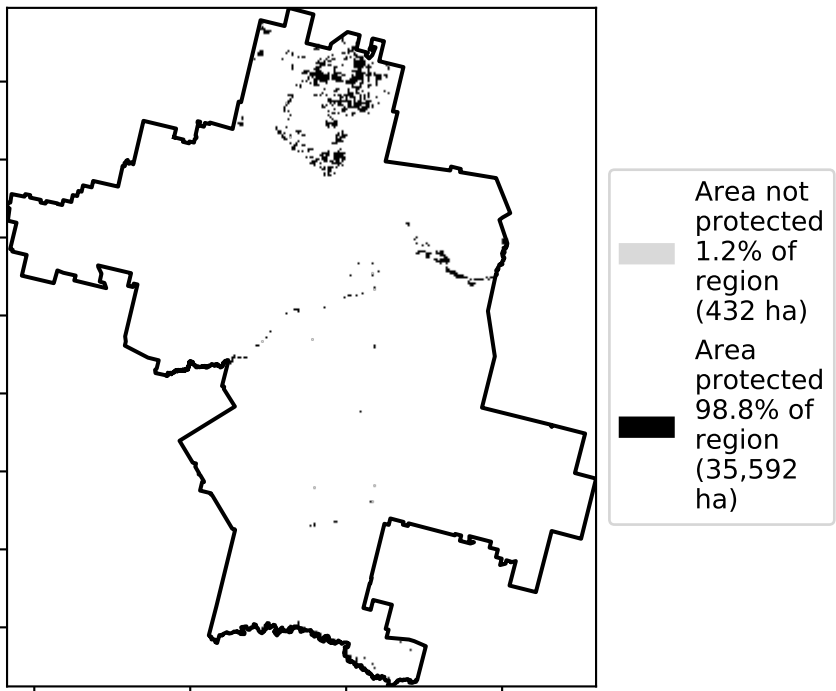 Area not
protected
1.2% of
region
(432 ha)
Area
protected
98.8% of
region
(35,592
ha)